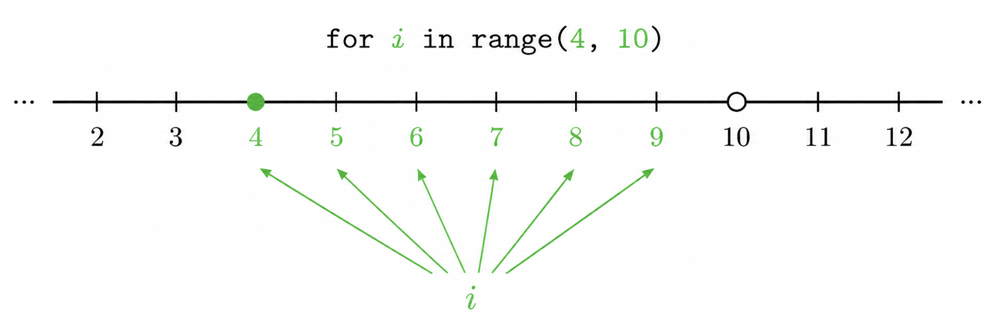 for i in range(4, 10)
... 2 3 4 5 6 7 8 9 10 11 12 ...
i